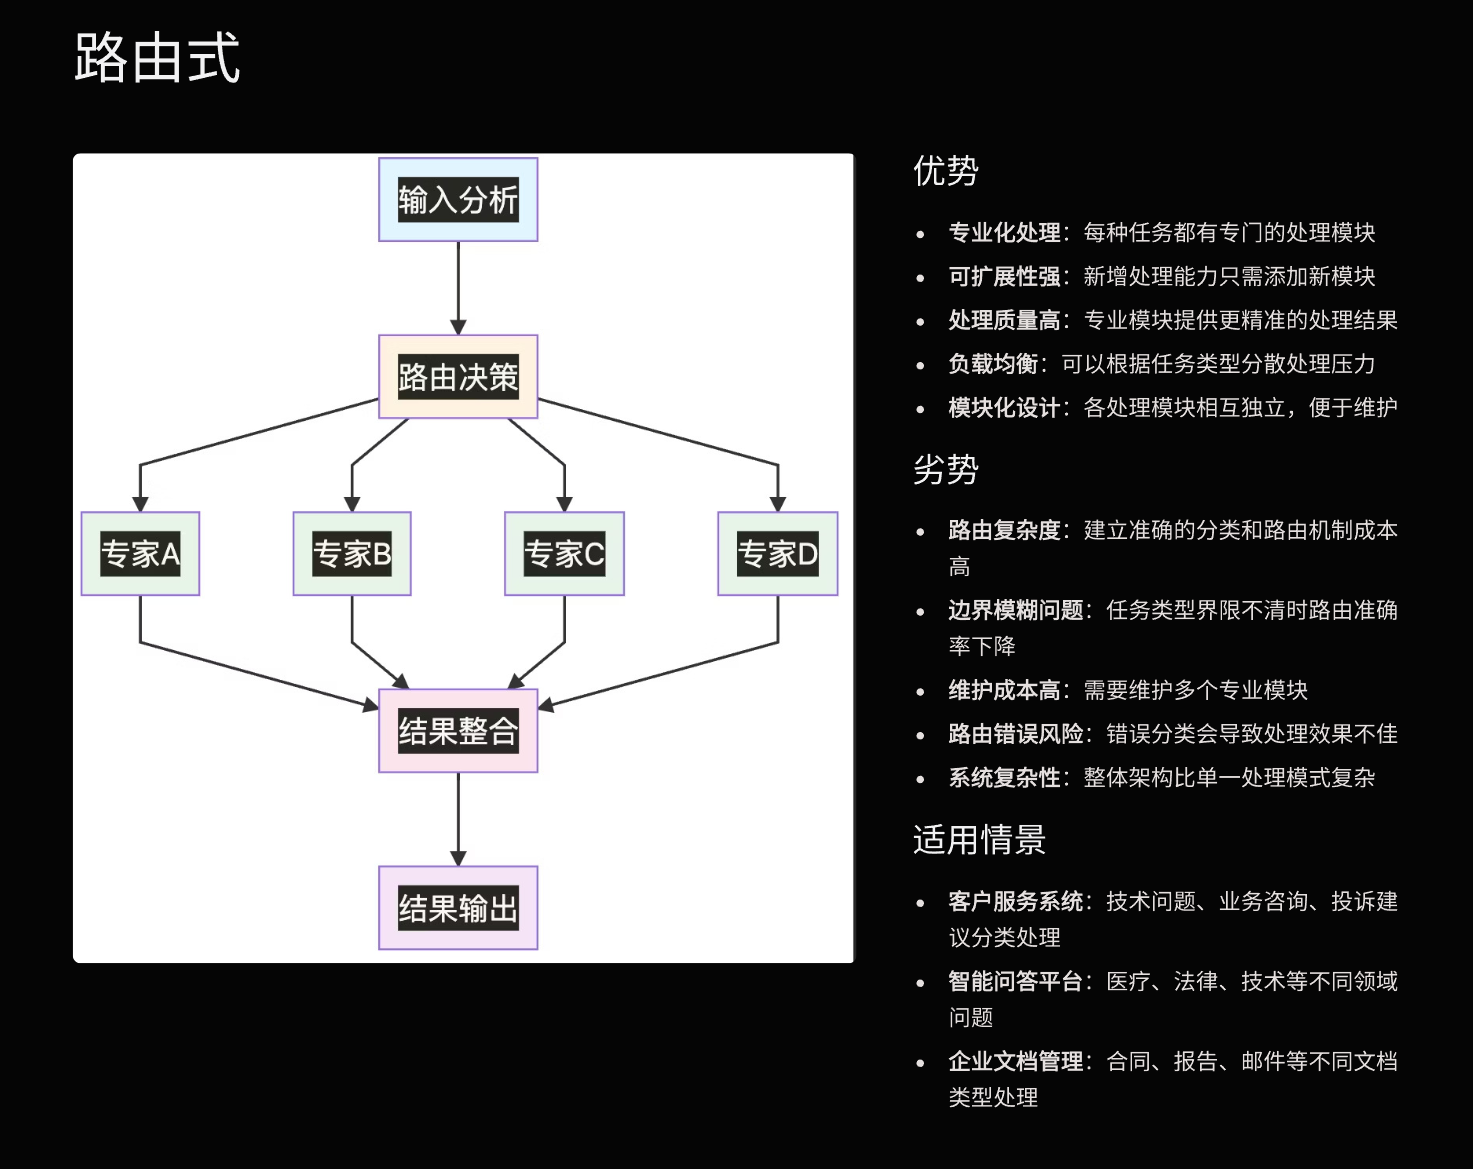 路由式
输入分析
路由决策
专家A
专家B
专家C
专家D
结果整合
结果输出
优势
专业化处理：每种任务都有专门的处理模块
可扩展性强：新增处理能力只需添加新模块
处理质量高：专业模块提供更精准的处理结果
负载均衡：可以根据任务类型分散处理压力
模块化设计：各处理模块相互独立，便于维护
劣势
路由复杂度：建立准确的分类和路由机制成本
高
边界模糊问题：任务类型界限不清时路由准确
率下降
维护成本高：需要维护多个专业模块
路由错误风险：错误分类会导致处理效果不佳
系统复杂性：整体架构比单一处理模式复杂
适用情景
客户服务系统：技术问题、业务咨询、投诉建
议分类处理
智能问答平台：医疗、法律、技术等不同领域
问题
企业文档管理：合同、报告、邮件等不同文档
类型处理